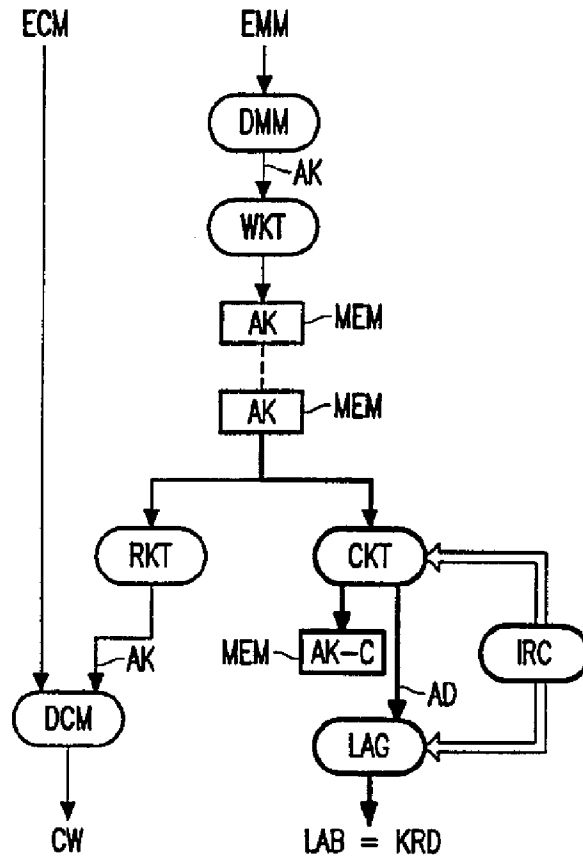 ECM EMM
DMM
AK
WKT
AK MEM
AK MEM
RKT CKT
AK MEM AK-C IRC
AD
DCM LAG
CW LAB = KRD